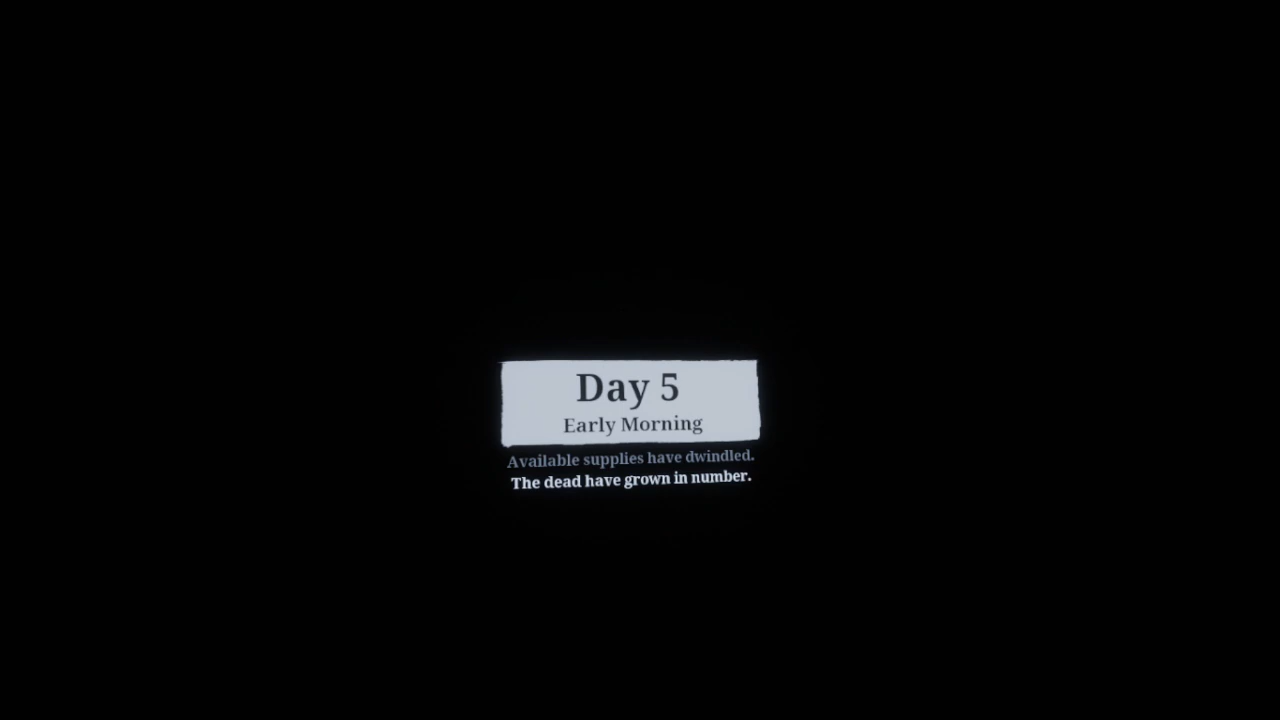 Day 5
Early Morning
Available supplies have dwindled.
The dead have grown in number.